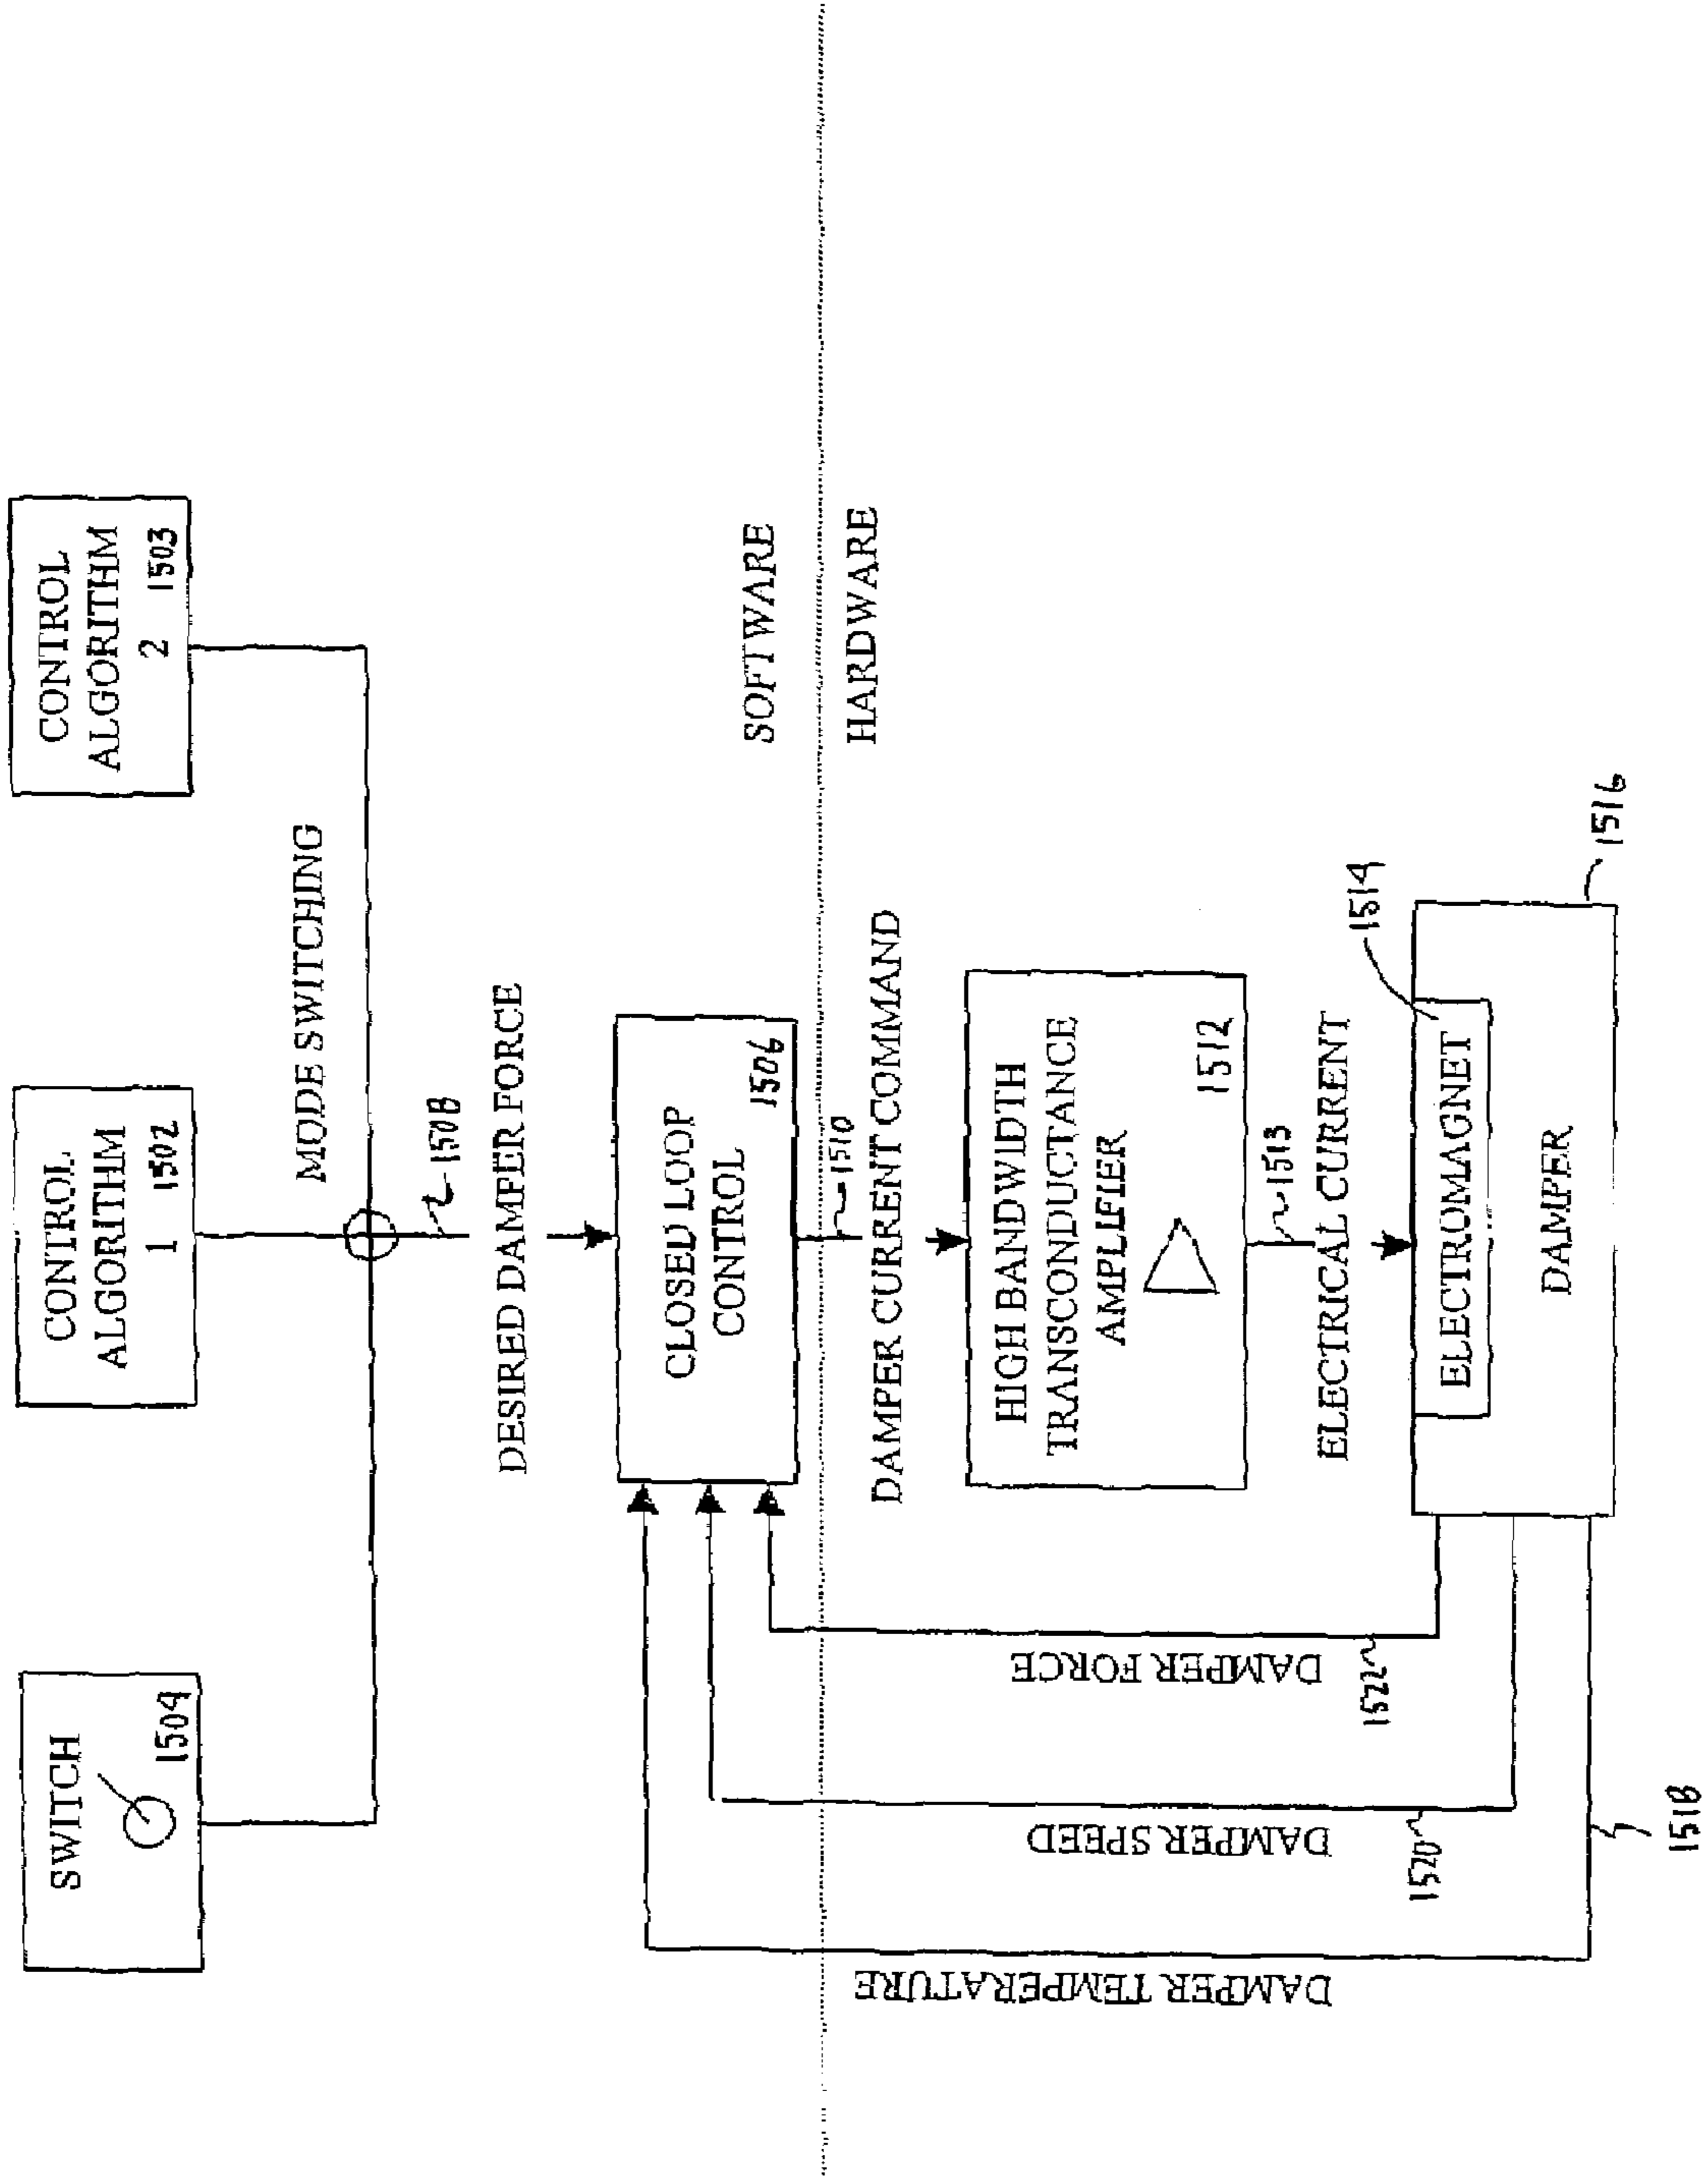 SWITCH
1504
CONTROL
ALGORITHM
1 1502
CONTROL
ALGORITHM
2 1503
MODE SWITCHING
1508
DESIRED DAMPER FORCE
CLOSED LOOP
CONTROL
1506
SOFTWARE
HARDWARE
1510
DAMPER CURRENT COMMAND
HIGH BANDWIDTH
TRANSCONDUCTANCE
AMPLIFIER
1512
1513
ELECTRICAL CURRENT
1514
ELECTROMAGNET
DAMPER
1516
DAMPER TEMPERATURE
DAMPER SPEED
DAMPER FORCE
1522
1520
1518